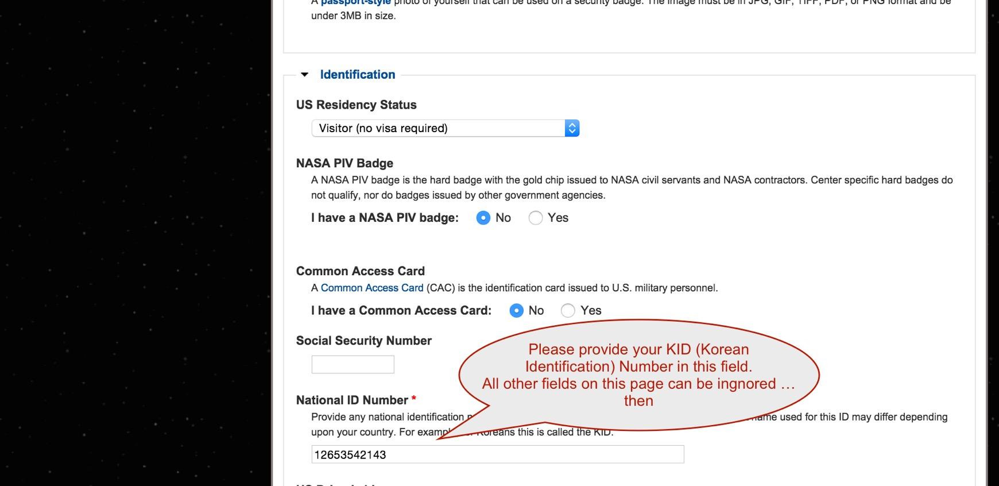 A passport-style photo of yourself that can be used on a security badge. The image must be in JPG, GIF, TIFF, PDF, or PNG format and be
under 3MB in size.
Identification
US Residency Status
Visitor (no visa required)
NASA PIV Badge
A NASA PIV badge is the hard badge with the gold chip issued to NASA civil servants and NASA contractors. Center specific hard badges do
not qualify, nor do badges issued by other government agencies.
I have a NASA PIV badge: No Yes
Common Access Card
A Common Access Card (CAC) is the identification card issued to U.S. military personnel.
I have a Common Access Card: No Yes
Social Security Number
Please provide your KID (Korean
Identification) Number in this field.
All other fields on this page can be ingnored …
then
National ID Number *
Provide any national identification name used for this ID may differ depending
upon your country. For example Koreans this is called the KID.
12653542143